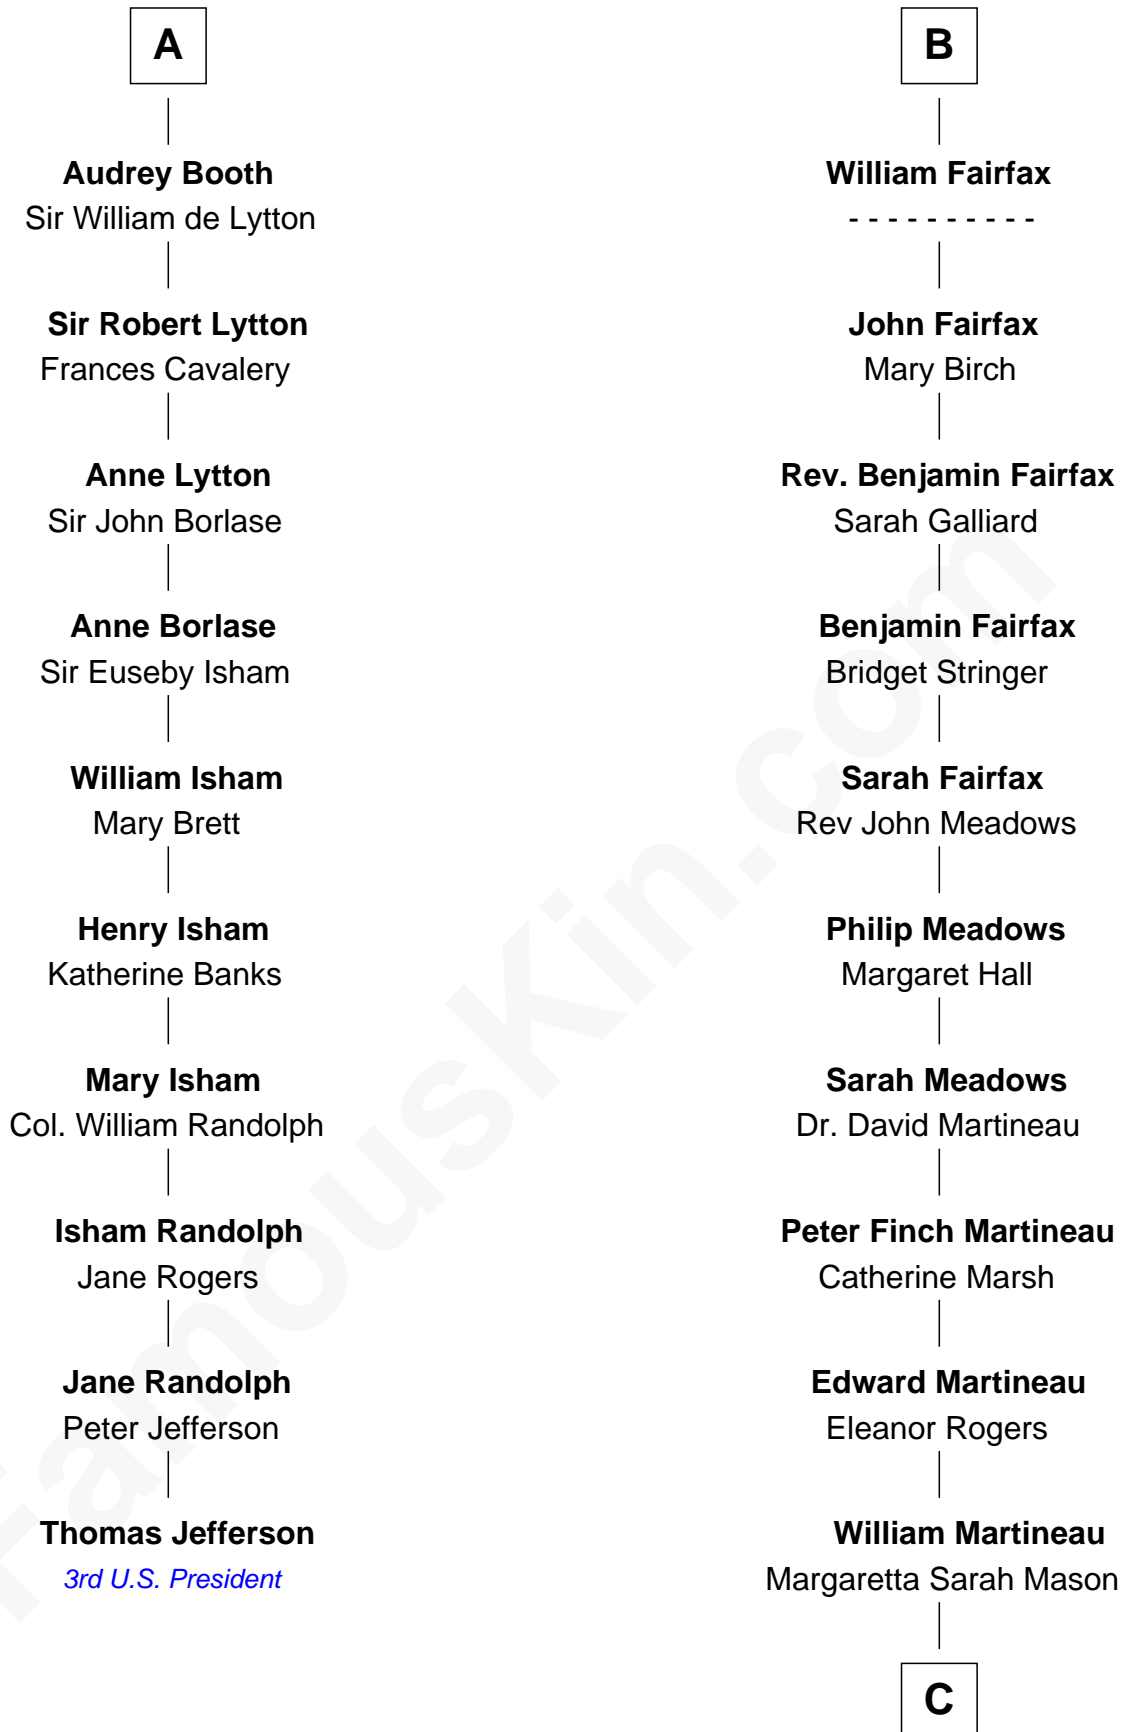 A
Audrey Booth
Sir William de Lytton
Sir Robert Lytton
Frances Cavalery
Anne Lytton
Sir John Borlase
Anne Borlase
Sir Euseby Isham
William Isham
Mary Brett
Henry Isham
Katherine Banks
Mary Isham
Col. William Randolph
Isham Randolph
Jane Rogers
Jane Randolph
Peter Jefferson
Thomas Jefferson
3rd U.S. President
B
William Fairfax
- - - - - - - - - -
John Fairfax
Mary Birch
Rev. Benjamin Fairfax
Sarah Galliard
Benjamin Fairfax
Bridget Stringer
Sarah Fairfax
Rev John Meadows
Philip Meadows
Margaret Hall
Sarah Meadows
Dr. David Martineau
Peter Finch Martineau
Catherine Marsh
Edward Martineau
Eleanor Rogers
William Martineau
Margaretta Sarah Mason
C
FamousKin.com